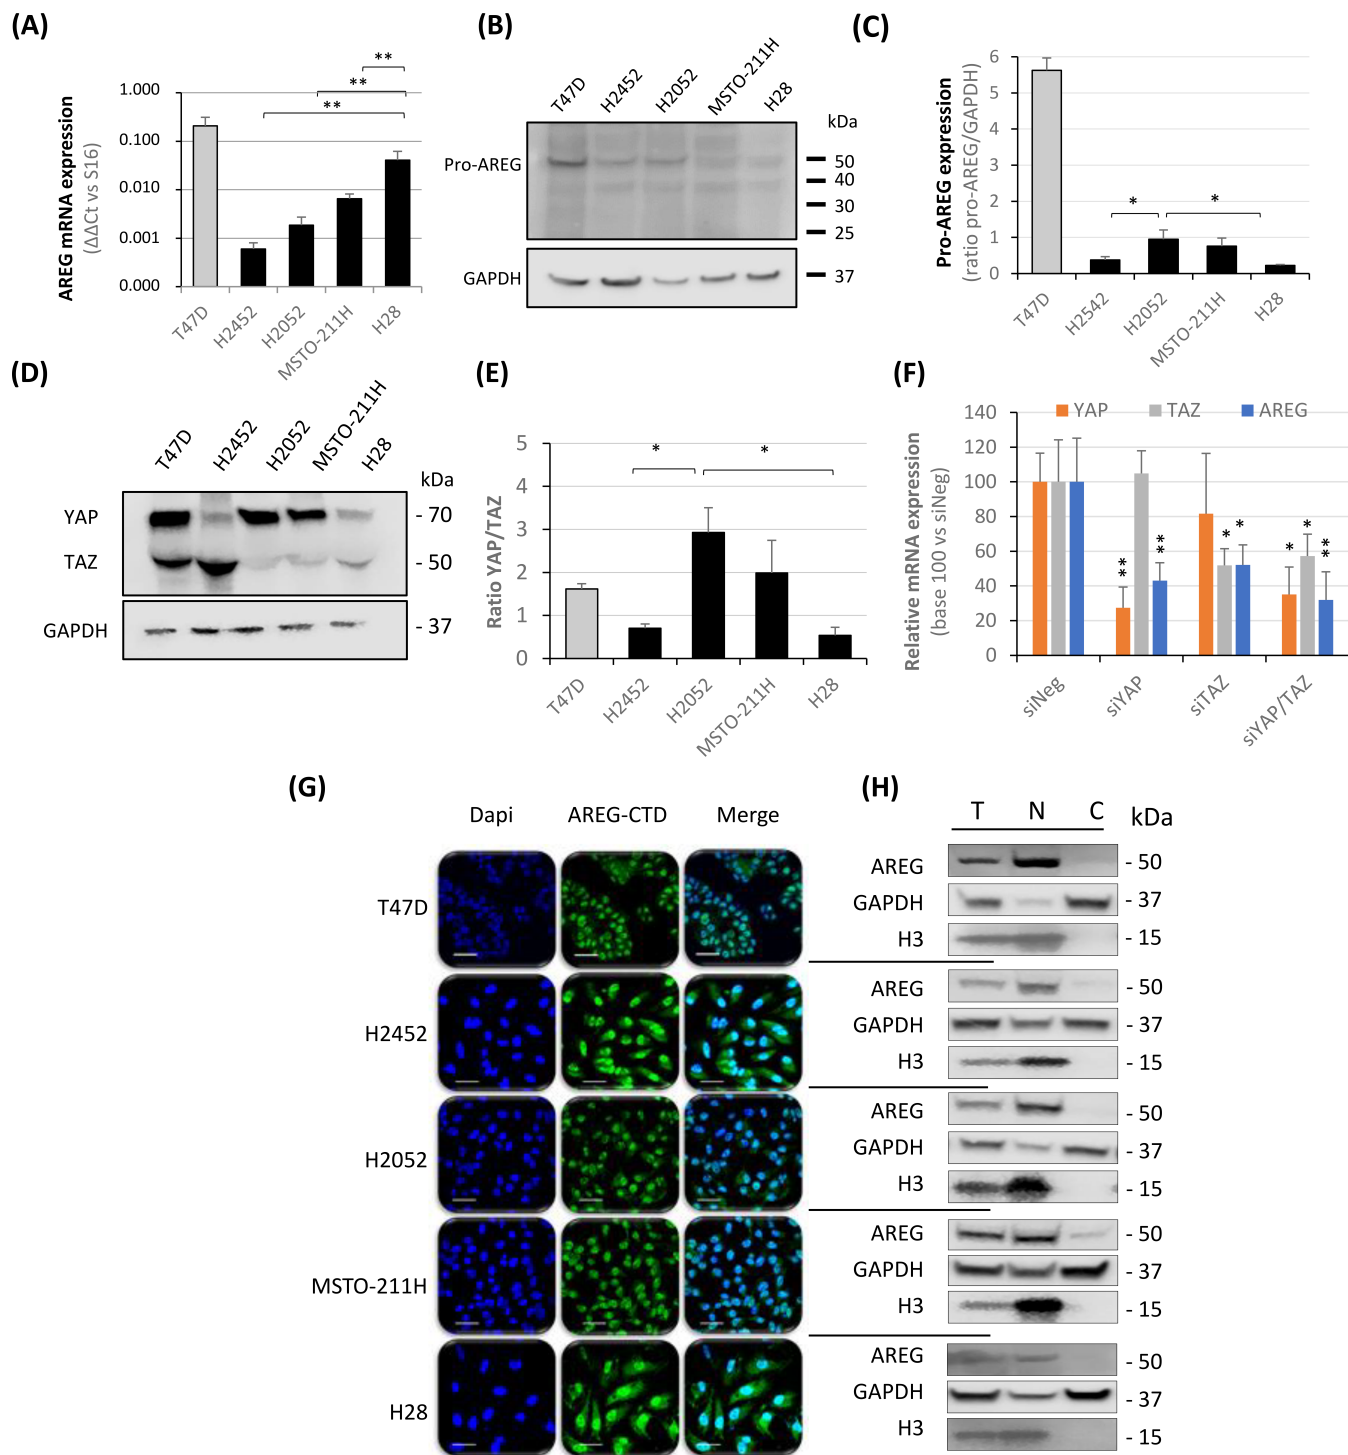 (A)
AREG mRNA expression
(ΔΔCt vs S16)
1.000
0.100
0.010
0.001
0.000
**
**
**
T47D
H2452
H2052
MSTO-211H
H28
(B)
T47D
H2452
H2052
MSTO-211H
H28
kDa
Pro-AREG
50
40
30
25
GAPDH
37
(C)
Pro-AREG expression
(ratio pro-AREG/GAPDH)
6
5
4
3
2
1
0
*
*
T47D
H2542
H2052
MSTO-211H
H28
(D)
T47D
H2452
H2052
MSTO-211H
H28
kDa
YAP
- 70
TAZ
- 50
GAPDH
- 37
(E)
Ratio YAP/TAZ
5
4
3
2
1
0
*
*
T47D
H2452
H2052
MSTO-211H
H28
(F)
Relative mRNA expression
(base 100 vs siNeg)
140
120
100
80
60
40
20
0
YAP TAZ AREG
**
**
*
*
*
*
**
siNeg
siYAP
siTAZ
siYAP/TAZ
(G)
Dapi AREG-CTD Merge
T47D
H2452
H2052
MSTO-211H
H28
(H)
T N C kDa
AREG - 50
GAPDH - 37
H3 - 15
AREG - 50
GAPDH - 37
H3 - 15
AREG - 50
GAPDH - 37
H3 - 15
AREG - 50
GAPDH - 37
H3 - 15
AREG - 50
GAPDH - 37
H3 - 15